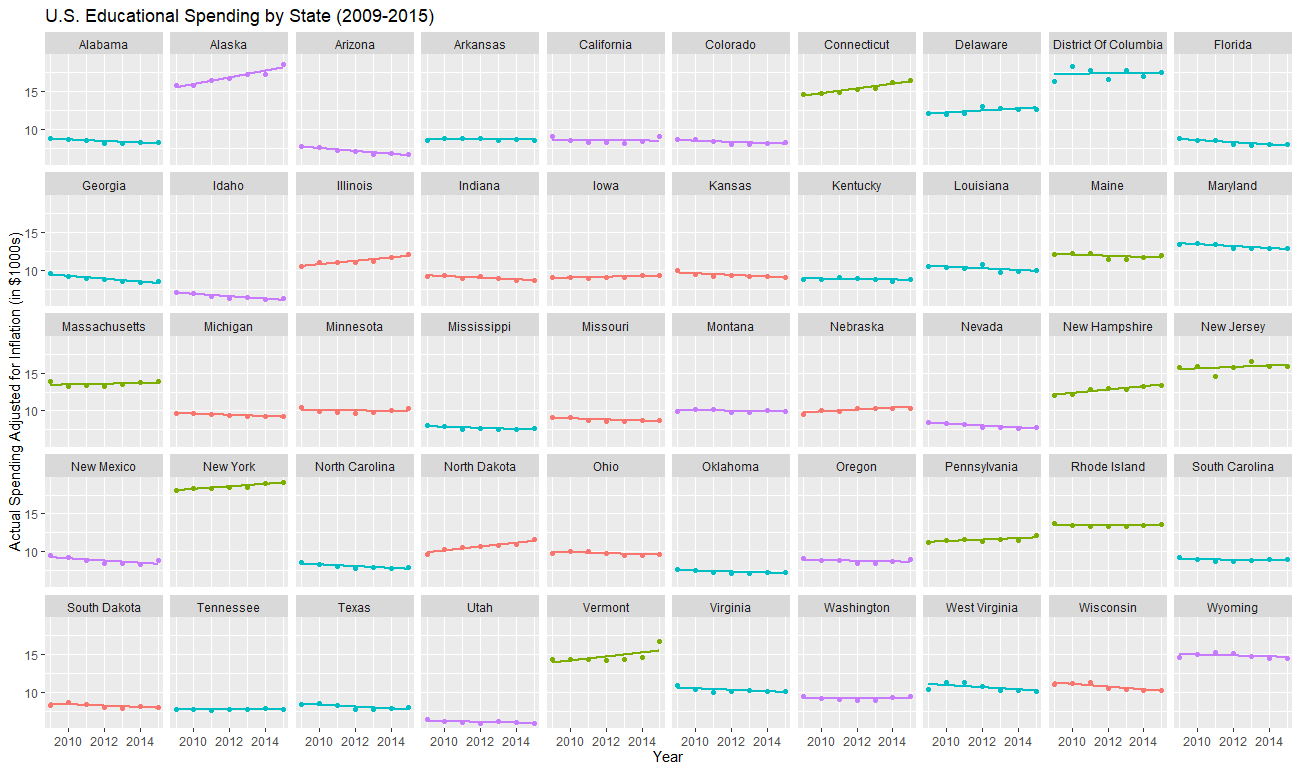 U.S. Educational Spending by State (2009-2015)
Alabama Alaska Arizona Arkansas California Colorado Connecticut Delaware District Of Columbia Florida
15
10
Georgia Idaho Illinois Indiana Iowa Kansas Kentucky Louisiana Maine Maryland
15
10
Massachusetts Michigan Minnesota Mississippi Missouri Montana Nebraska Nevada New Hampshire New Jersey
15
10
New Mexico New York North Carolina North Dakota Ohio Oklahoma Oregon Pennsylvania Rhode Island South Carolina
15
10
South Dakota Tennessee Texas Utah Vermont Virginia Washington West Virginia Wisconsin Wyoming
15
10
2010 2012 2014 2010 2012 2014 2010 2012 2014 2010 2012 2014 2010 2012 2014 2010 2012 2014 2010 2012 2014 2010 2012 2014 2010 2012 2014 2010 2012 2014
Year
Actual Spending Adjusted for Inflation (in $1000s)